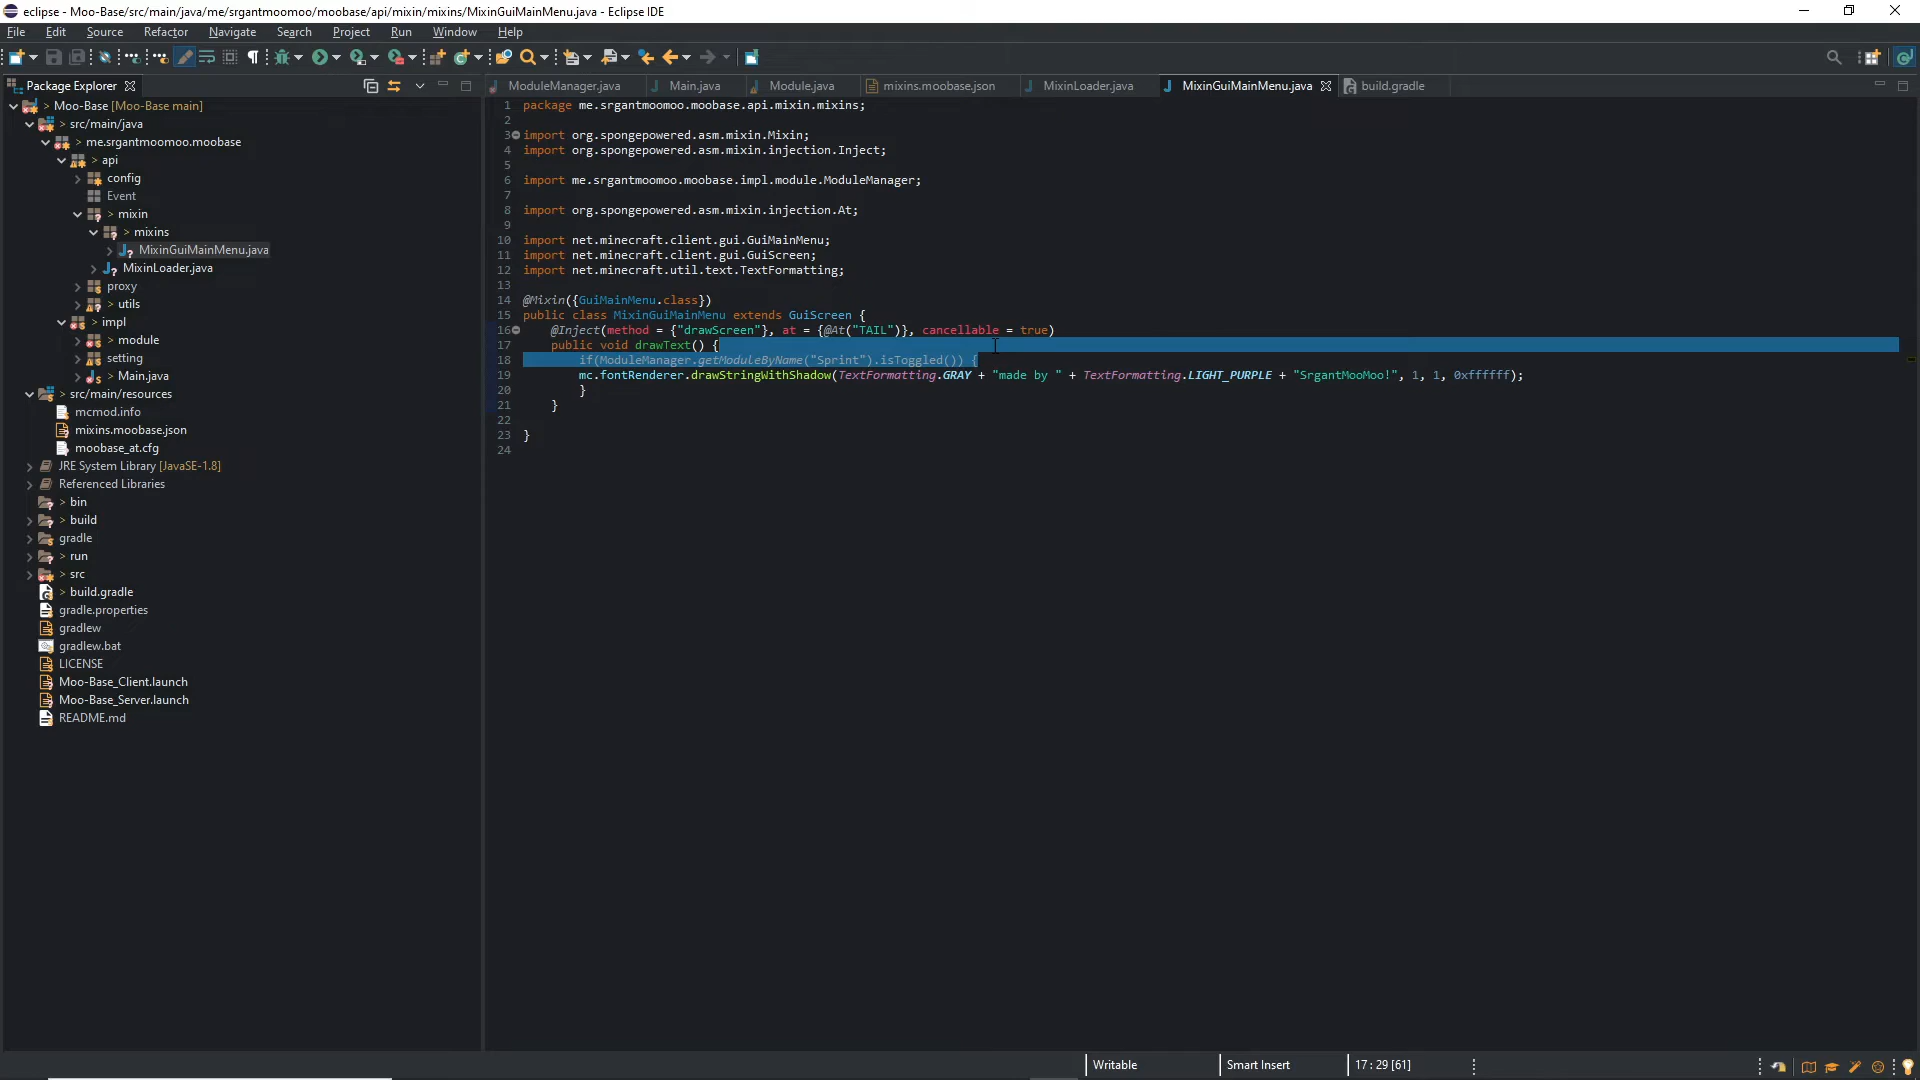 eclipse - Moo-Base/src/main/java/me/srgantmoomoo/moobase/api/mixin/mixins/MixinGuiMainMenu.java - Eclipse IDE
File Edit Source Refactor Navigate Search Project Run Window Help
Package Explorer
ModuleManager.java Main.java Module.java mixins.moobase.json MixinLoader.java MixinGuiMainMenu.java build.gradle
> Moo-Base [Moo-Base main]
> src/main/java
> me.srgantmoomoo.moobase
> api
> config
Event
> mixin
> mixins
MixinGuiMainMenu.java
MixinLoader.java
proxy
> utils
> impl
> module
setting
> Main.java
> src/main/resources
mcmod.info
mixins.moobase.json
moobase_at.cfg
JRE System Library [JavaSE-1.8]
Referenced Libraries
> bin
> build
gradle
> run
> src
> build.gradle
gradle.properties
gradlew
gradlew.bat
LICENSE
Moo-Base_Client.launch
Moo-Base_Server.launch
README.md
1 package me.srgantmoomoo.moobase.api.mixin.mixins;
2
3 import org.spongepowered.asm.mixin.Mixin;
4 import org.spongepowered.asm.mixin.injection.Inject;
5
6 import me.srgantmoomoo.moobase.impl.module.ModuleManager;
7
8 import org.spongepowered.asm.mixin.injection.At;
9
10 import net.minecraft.client.gui.GuiMainMenu;
11 import net.minecraft.client.gui.GuiScreen;
12 import net.minecraft.util.text.TextFormatting;
13
14 @Mixin({GuiMainMenu.class})
15 public class MixinGuiMainMenu extends GuiScreen {
16 @Inject(method = {"drawScreen"}, at = {@At("TAIL")}, cancellable = true)
17 public void drawText() {
18 if(ModuleManager.getModuleByName("Sprint").isToggled()) {
19 mc.fontRenderer.drawStringWithShadow(TextFormatting.GRAY + "made by " + TextFormatting.LIGHT_PURPLE + "SrgantMooMoo!", 1, 1, 0xffffff);
20 }
21 }
22
23 }
24
Writable Smart Insert 17 : 29 [61]